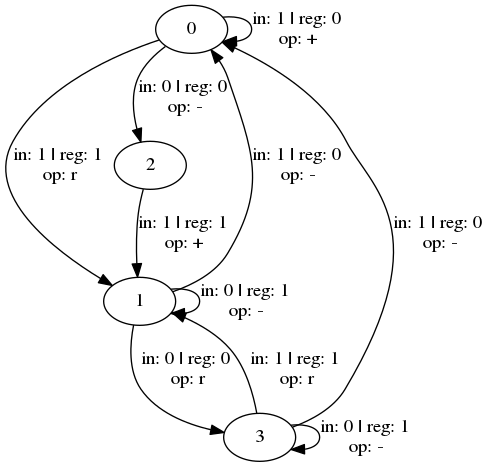 0
in: 1 | reg: 0
op: +
in: 0 | reg: 0
op: -
in: 1 | reg: 1
op: r
in: 1 | reg: 0
op: -
2
in: 1 | reg: 0
op: -
in: 1 | reg: 1
op: +
1
in: 0 | reg: 1
op: -
in: 0 | reg: 0
op: r
in: 1 | reg: 1
op: r
3
in: 0 | reg: 1
op: -